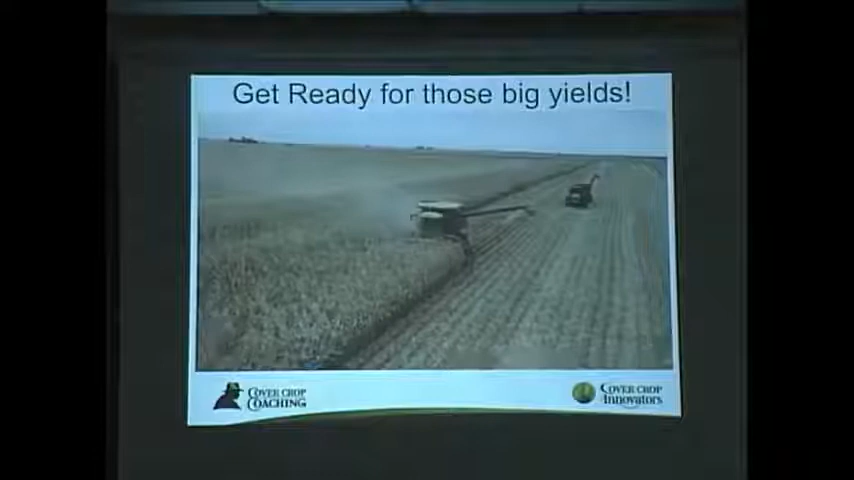 Get Ready for those big yields!
COVER CROP
COACHING
COVER CROP
Innovators